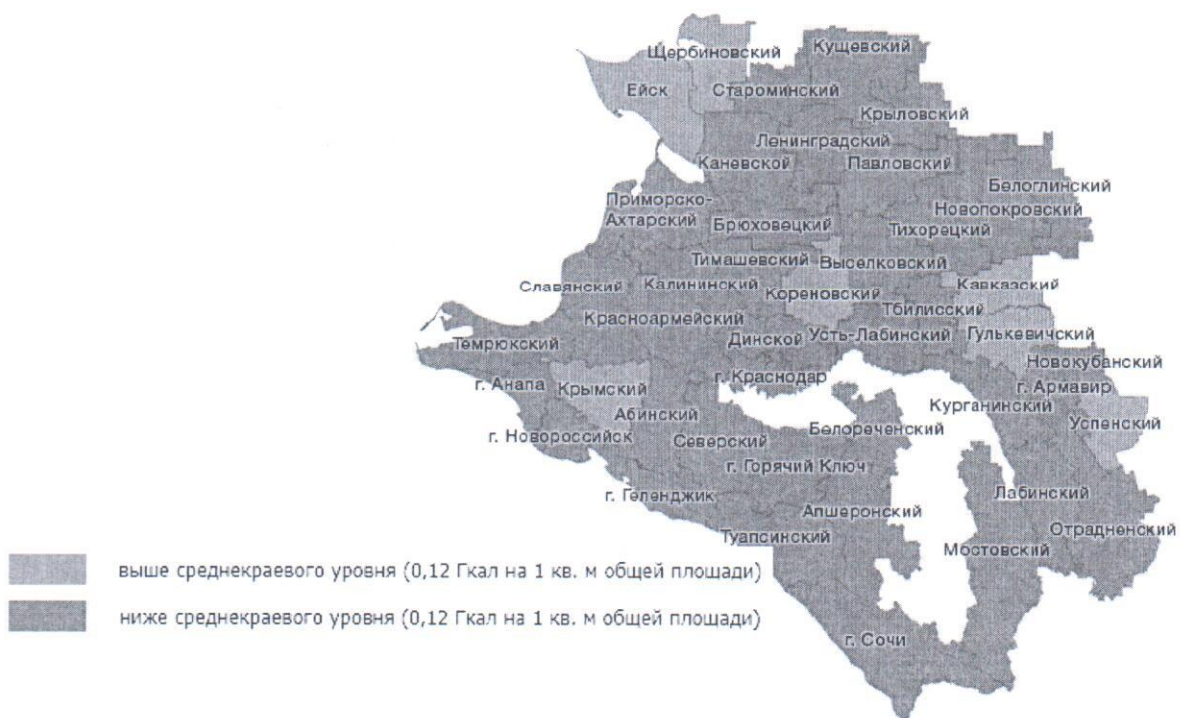 Щербиновский
Кущевский
Ейск
Староминский
Крыловский
Ленинградский
Каневской
Павловский
Белоглинский
Приморско-
Ахтарский
Новопокровский
Брюховецкий
Тихорецкий
Тимашевский
Выселковский
Славянский
Калининский
Кореновский
Кавказский
Тбилисский
Красноармейский
Темрюкский
Динской
Усть-Лабинский
Гулькевичский
Новокубанский
г. Анапа
Крымский
г. Краснодар
г. Армавир
Абинский
Курганинский
Успенский
г. Новороссийск
Северский
Белореченский
г. Горячий Ключ
г. Геленджик
Лабинский
Апшеронский
Туапсинский
Отрадненский
Мостовский
выше среднекраевого уровня (0,12 Гкал на 1 кв. м общей площади)
ниже среднекраевого уровня (0,12 Гкал на 1 кв. м общей площади)
г. Сочи